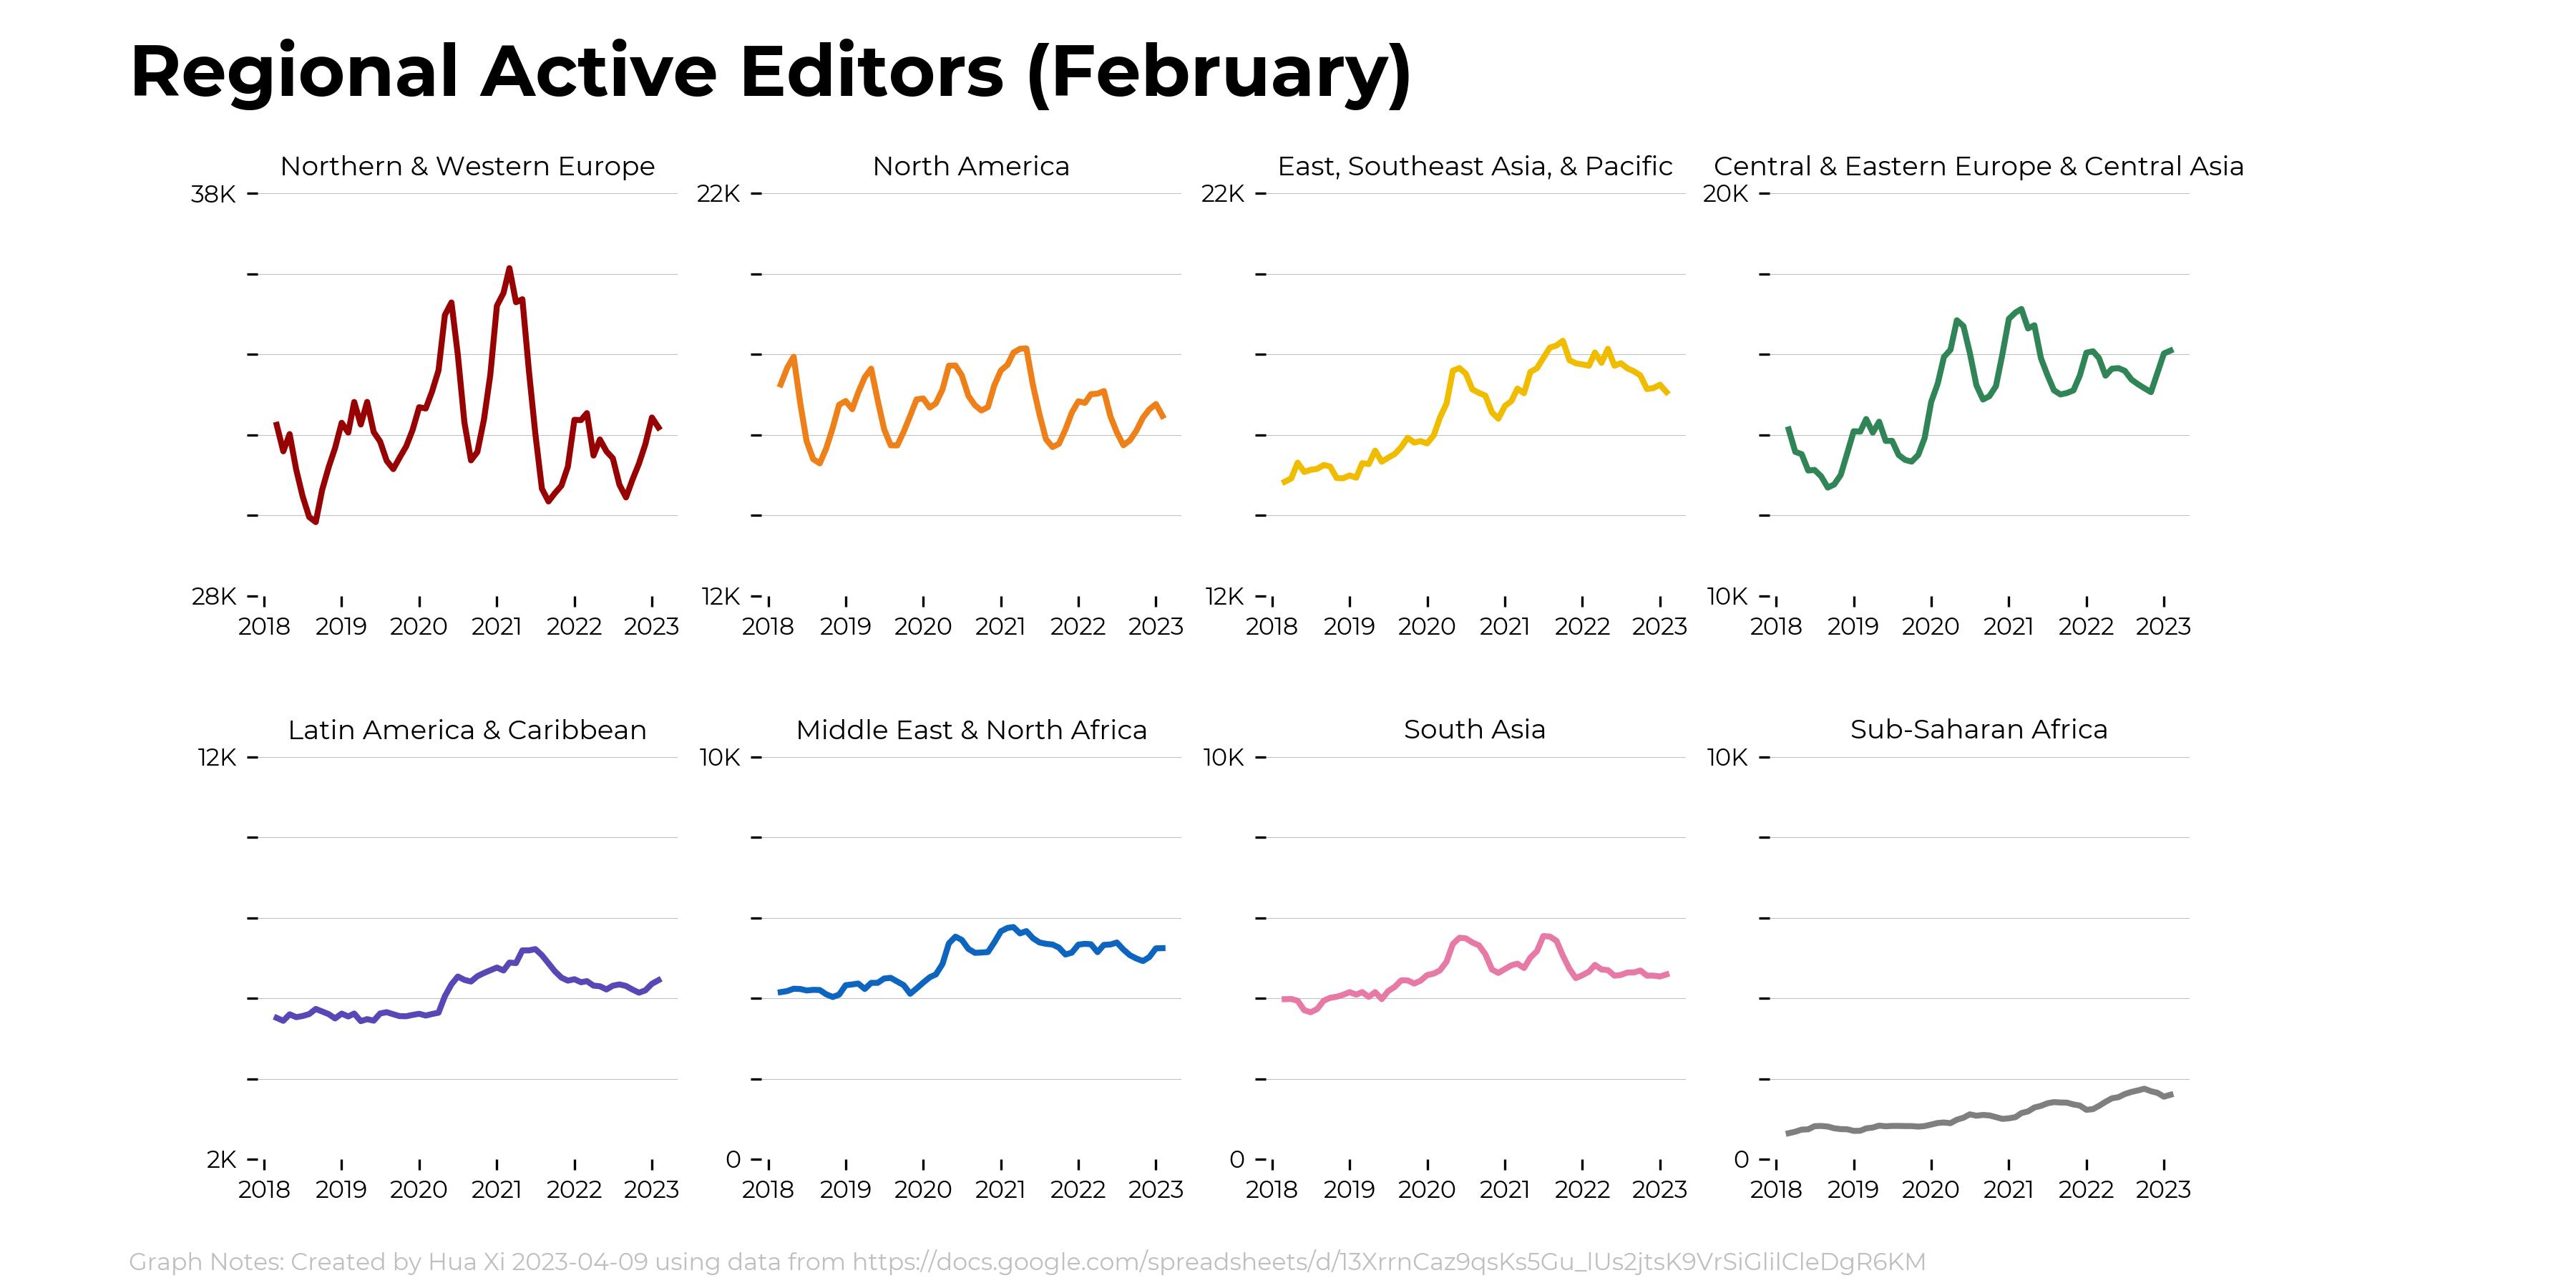 Regional Active Editors (February)
Northern & Western Europe
38K
28K
2018 2019 2020 2021 2022 2023
North America
22K
12K
2018 2019 2020 2021 2022 2023
East, Southeast Asia, & Pacific
22K
12K
2018 2019 2020 2021 2022 2023
Central & Eastern Europe & Central Asia
20K
10K
2018 2019 2020 2021 2022 2023
Latin America & Caribbean
12K
2K
2018 2019 2020 2021 2022 2023
Middle East & North Africa
10K
0
2018 2019 2020 2021 2022 2023
South Asia
10K
0
2018 2019 2020 2021 2022 2023
Sub-Saharan Africa
10K
0
2018 2019 2020 2021 2022 2023
Graph Notes: Created by Hua Xi 2023-04-09 using data from https://docs.google.com/spreadsheets/d/13XrrnCaz9qsKs5Gu_lUs2jtsK9VrSiGlilCleDgR6KM